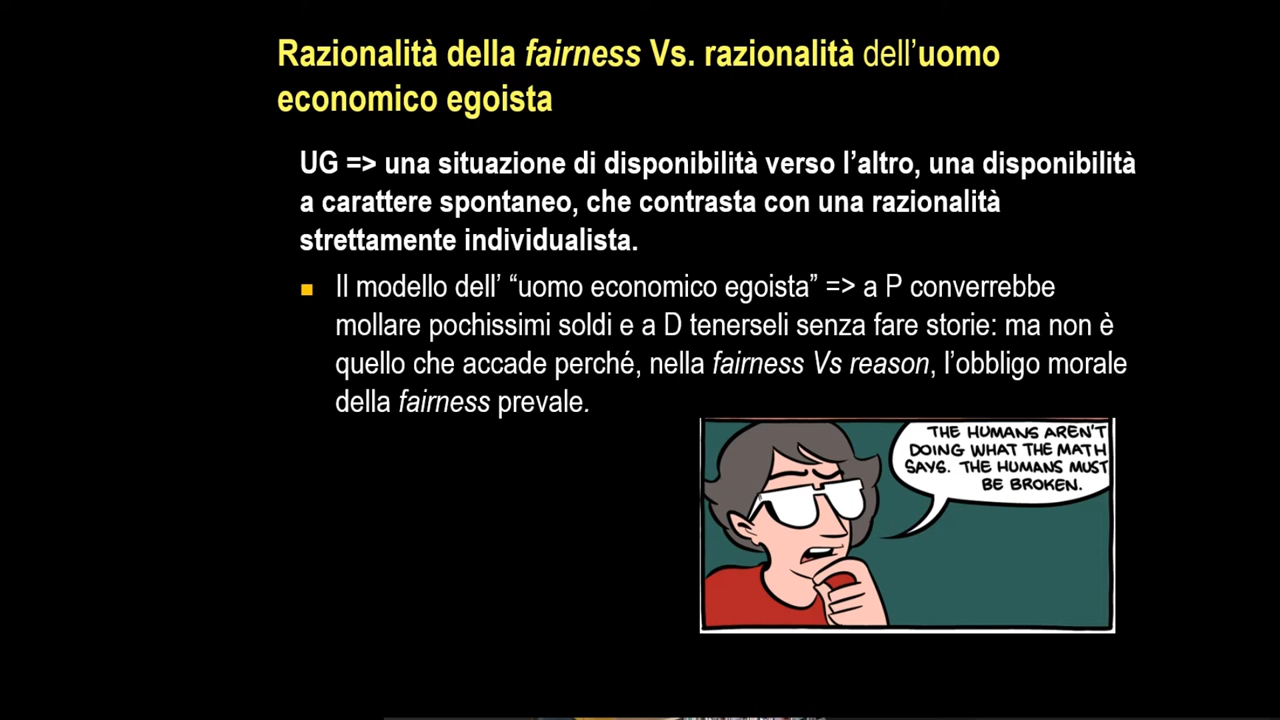 Razionalità della fairness Vs. razionalità dell’uomo
economico egoista
UG => una situazione di disponibilità verso l’altro, una disponibilità
a carattere spontaneo, che contrasta con una razionalità
strettamente individualista.
Il modello dell’ “uomo economico egoista” => a P converrebbe
mollare pochissimi soldi e a D tenerseli senza fare storie: ma non è
quello che accade perché, nella fairness Vs reason, l’obbligo morale
della fairness prevale.
THE HUMANS AREN'T
DOING WHAT THE MATH
SAYS. THE HUMANS MUST
BE BROKEN.